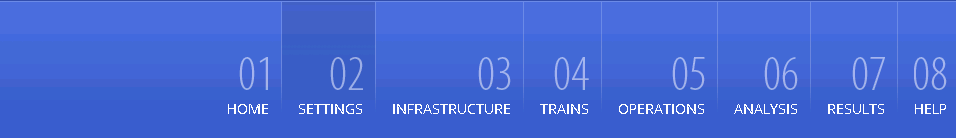 01 02 03 04 05 06 07 08
HOME SETTINGS INFRASTRUCTURE TRAINS OPERATIONS ANALYSIS RESULTS HELP